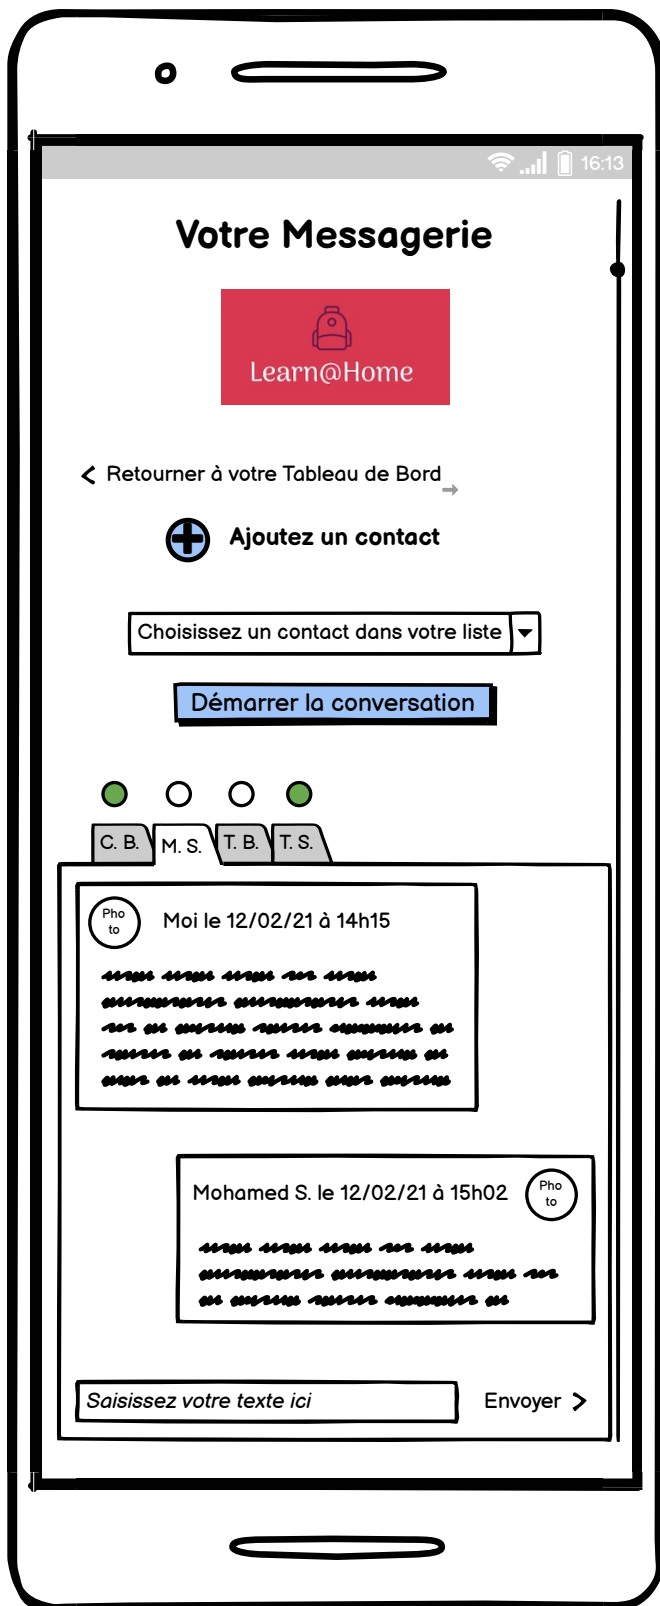 16:13
Votre Messagerie
Learn@Home
Retourner à votre Tableau de Bord
Ajoutez un contact
Choisissez un contact dans votre liste
Démarrer la conversation
C. B. M. S. T. B. T. S.
Pho
to
Moi le 12/02/21 à 14h15
Mohamed S. le 12/02/21 à 15h02
Pho
to
Saisissez votre texte ici
Envoyer